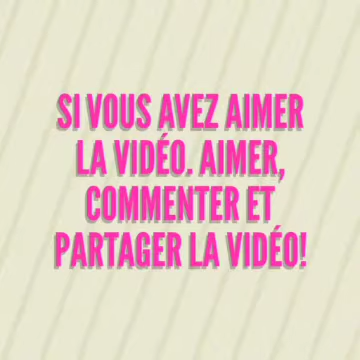 SI VOUS AVEZ AIMER
LA VIDÉO. AIMER,
COMMENTER ET
PARTAGER LA VIDÉO!